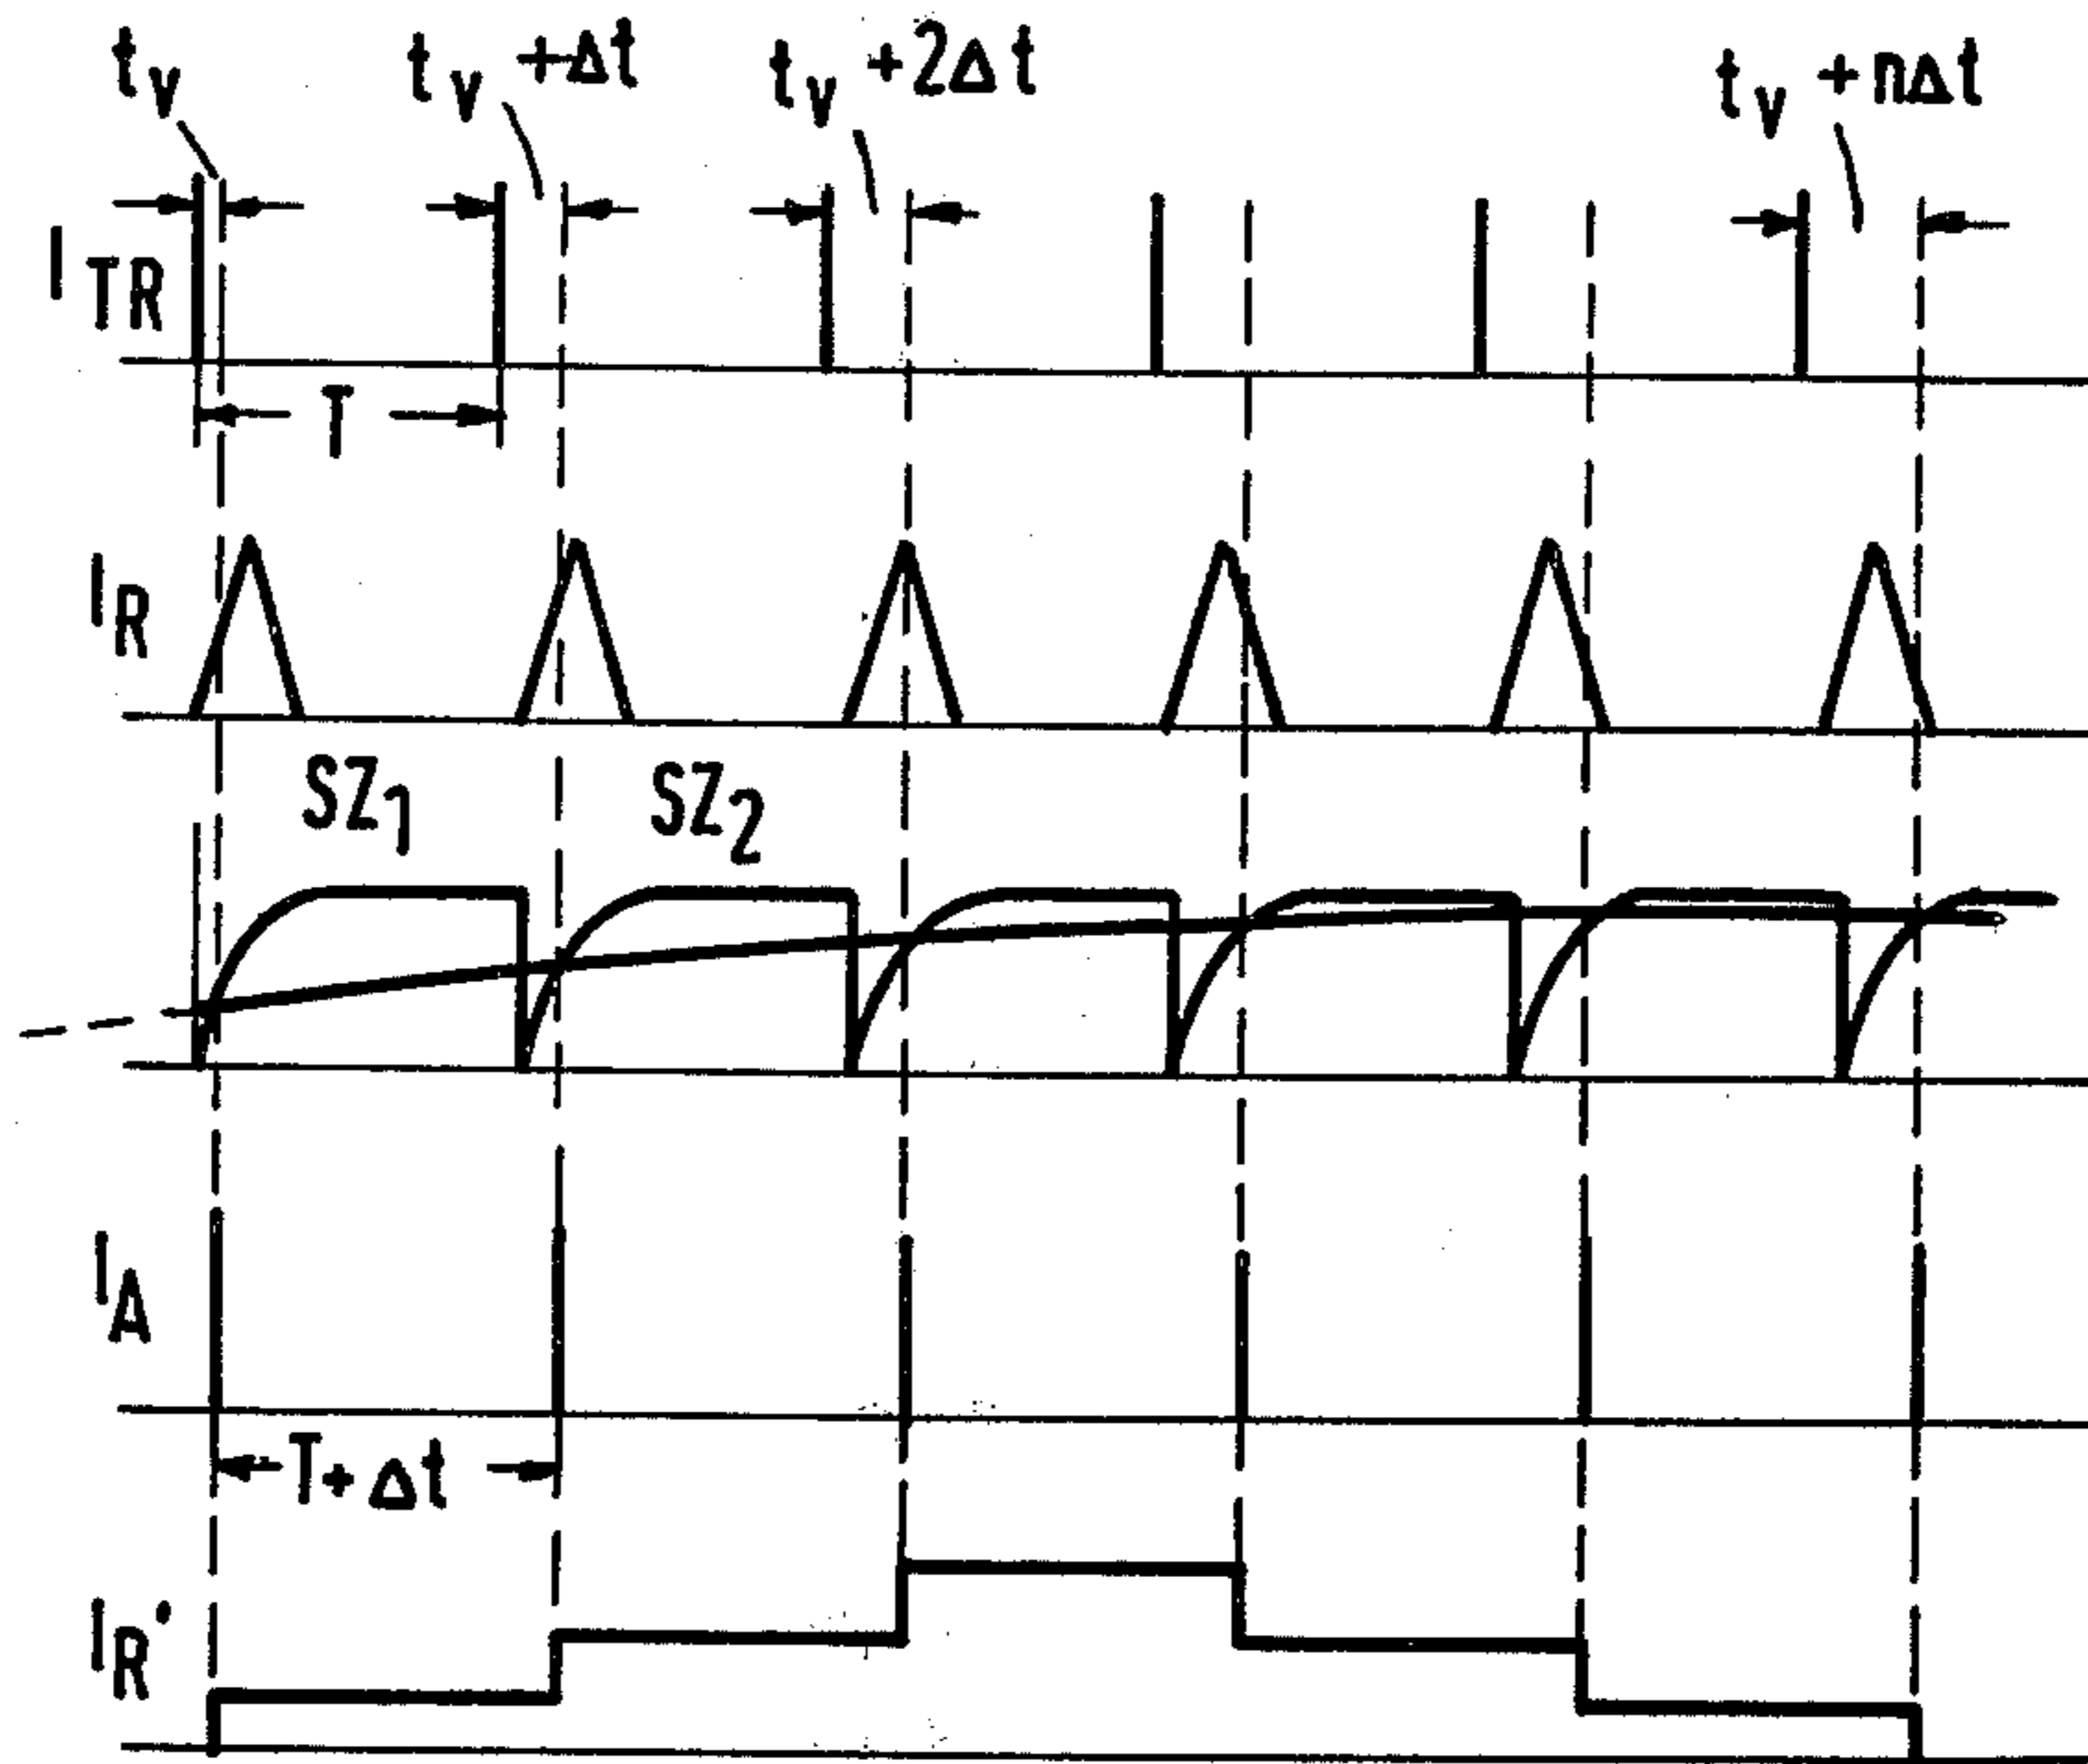 tv
tv +Δt
tv +2Δt
tv +nΔt
ITR
T
IR
SZ1
SZ2
IA
T+Δt
IR'